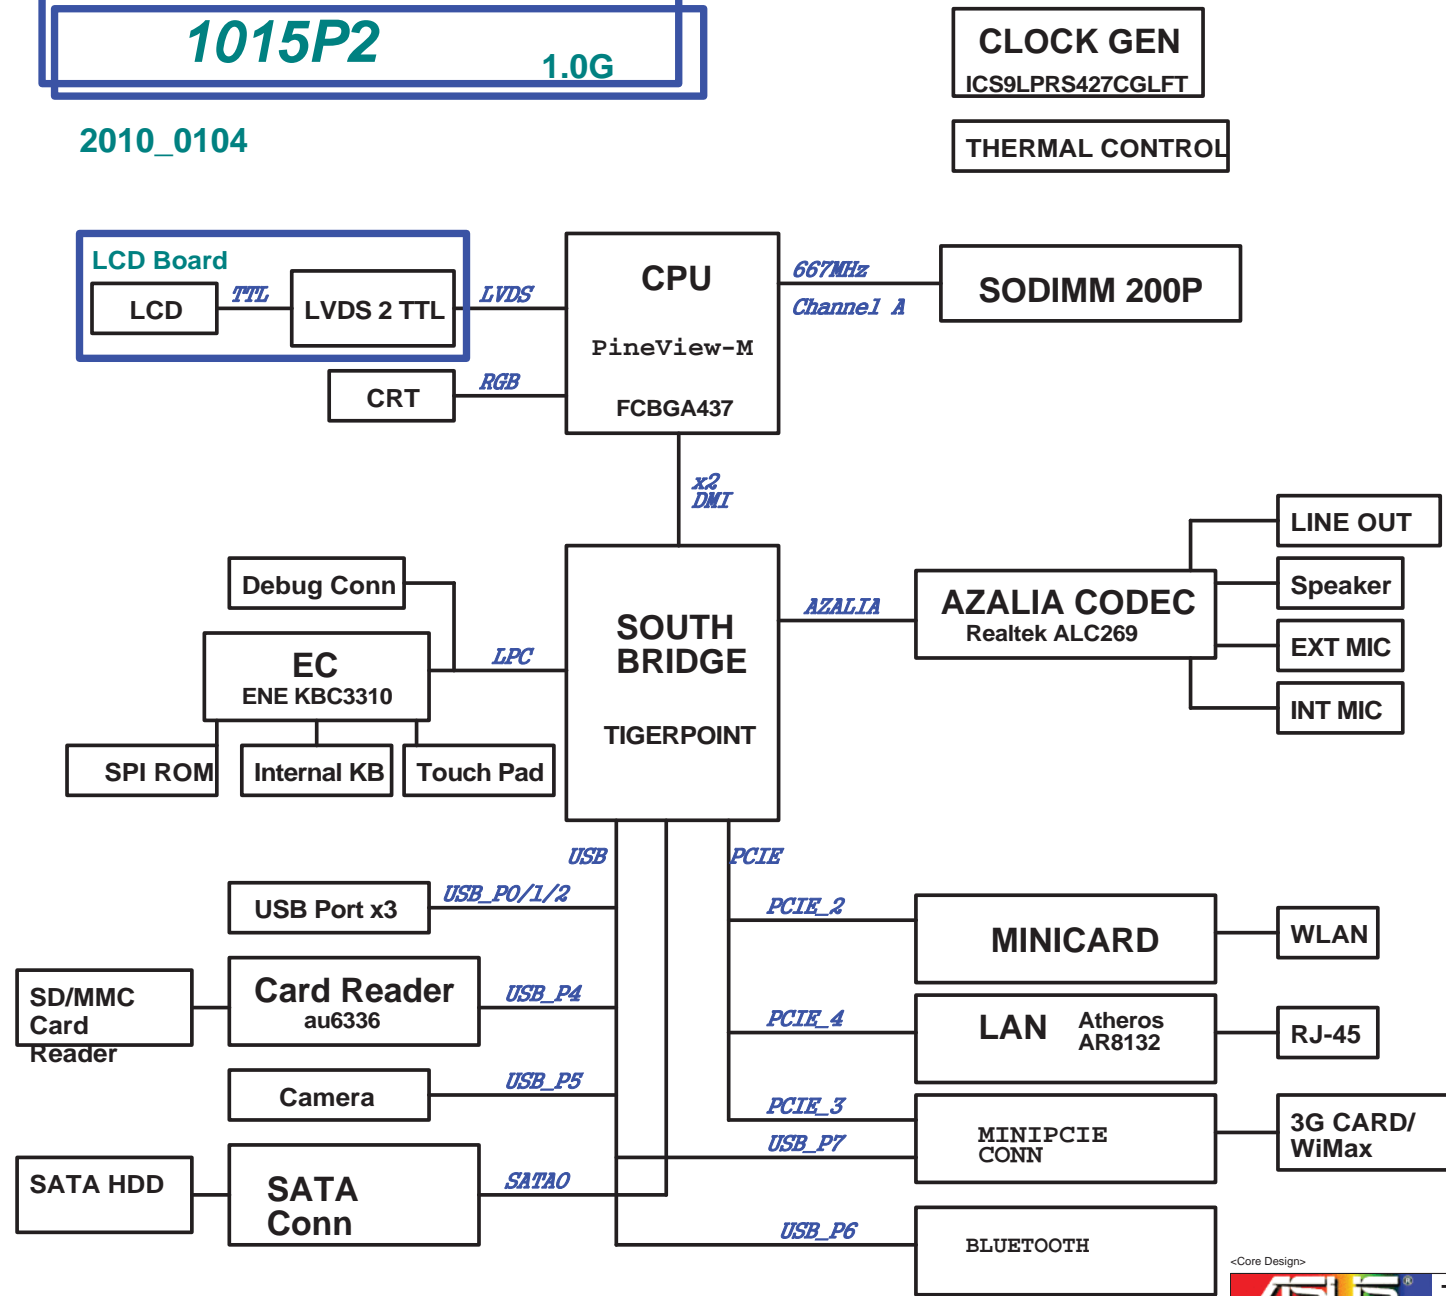 1015P2
1.0G
2010_0104
CLOCK GEN
ICS9LPRS427CGLFT
THERMAL CONTROL
LCD Board
LCD
TTL
LVDS 2 TTL
LVDS
CPU
PineView-M
FCBGA437
667MHz
Channel A
SODIMM 200P
CRT
RGB
x2
DMI
Debug Conn
EC
ENE KBC3310
LPC
SOUTH
BRIDGE
TIGERPOINT
AZALIA
AZALIA CODEC
Realtek ALC269
LINE OUT
Speaker
EXT MIC
INT MIC
SPI ROM
Internal KB
Touch Pad
USB
PCIE
USB Port x3
USB_P0/1/2
PCIE_2
MINICARD
WLAN
SD/MMC
Card
Reader
Card Reader
au6336
USB_P4
PCIE_4
LAN
Atheros
AR8132
RJ-45
Camera
USB_P5
PCIE_3
USB_P7
MINIPCIE
CONN
3G CARD/
WiMax
SATA HDD
SATA
Conn
SATA0
USB_P6
BLUETOOTH
<Core Design>
ASUS
®